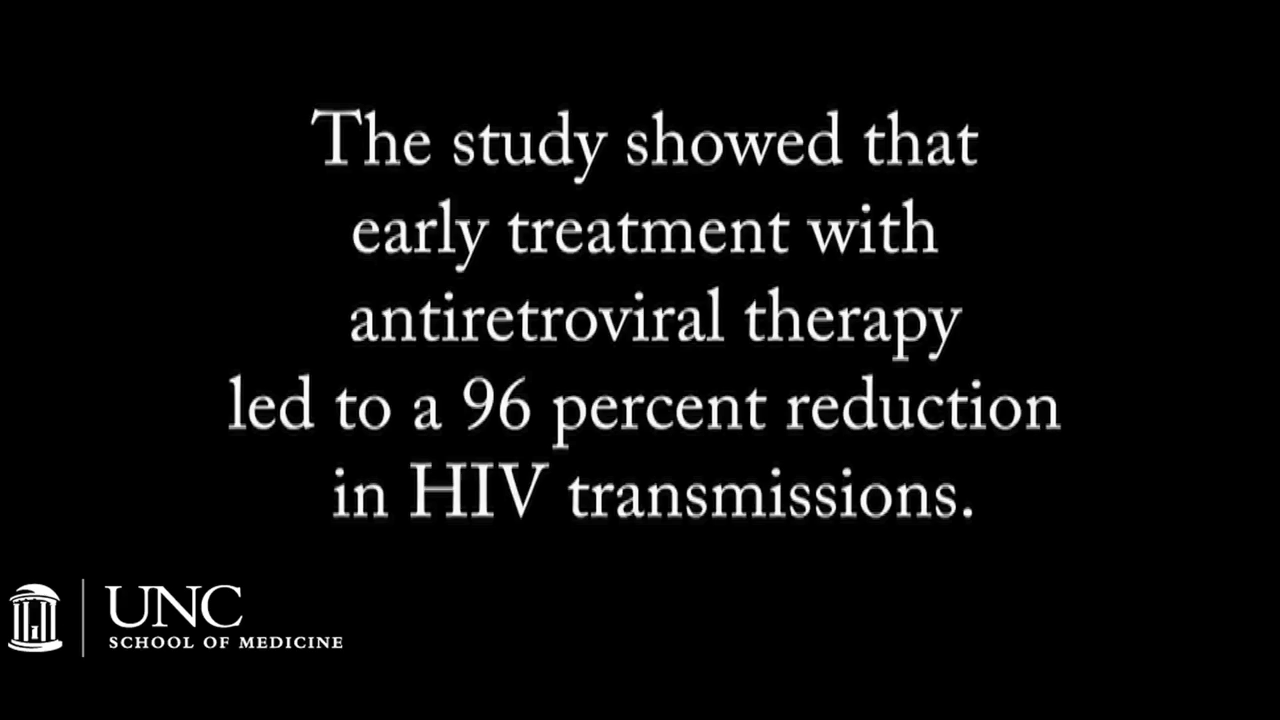 The study showed that
early treatment with
antiretroviral therapy
led to a 96 percent reduction
in HIV transmissions.
UNC
SCHOOL OF MEDICINE